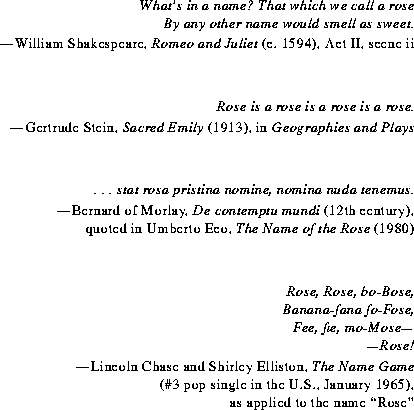 What's in a name? That which we call a rose
By any other name would smell as sweet.
—William Shakespeare, Romeo and Juliet (c. 1594), Act II, scene ii
Rose is a rose is a rose is a rose.
—Gertrude Stein, Sacred Emily (1913), in Geographies and Plays
. . . stat rosa pristina nomine, nomina nuda tenemus.
—Bernard of Morlay, De contemptu mundi (12th century),
quoted in Umberto Eco, The Name of the Rose (1980)
Rose, Rose, bo-Bose,
Banana-fana fo-Fose,
Fee, fie, mo-Mose—
—Rose!
—Lincoln Chase and Shirley Elliston, The Name Game
(#3 pop single in the U.S., January 1965),
as applied to the name “Rose”